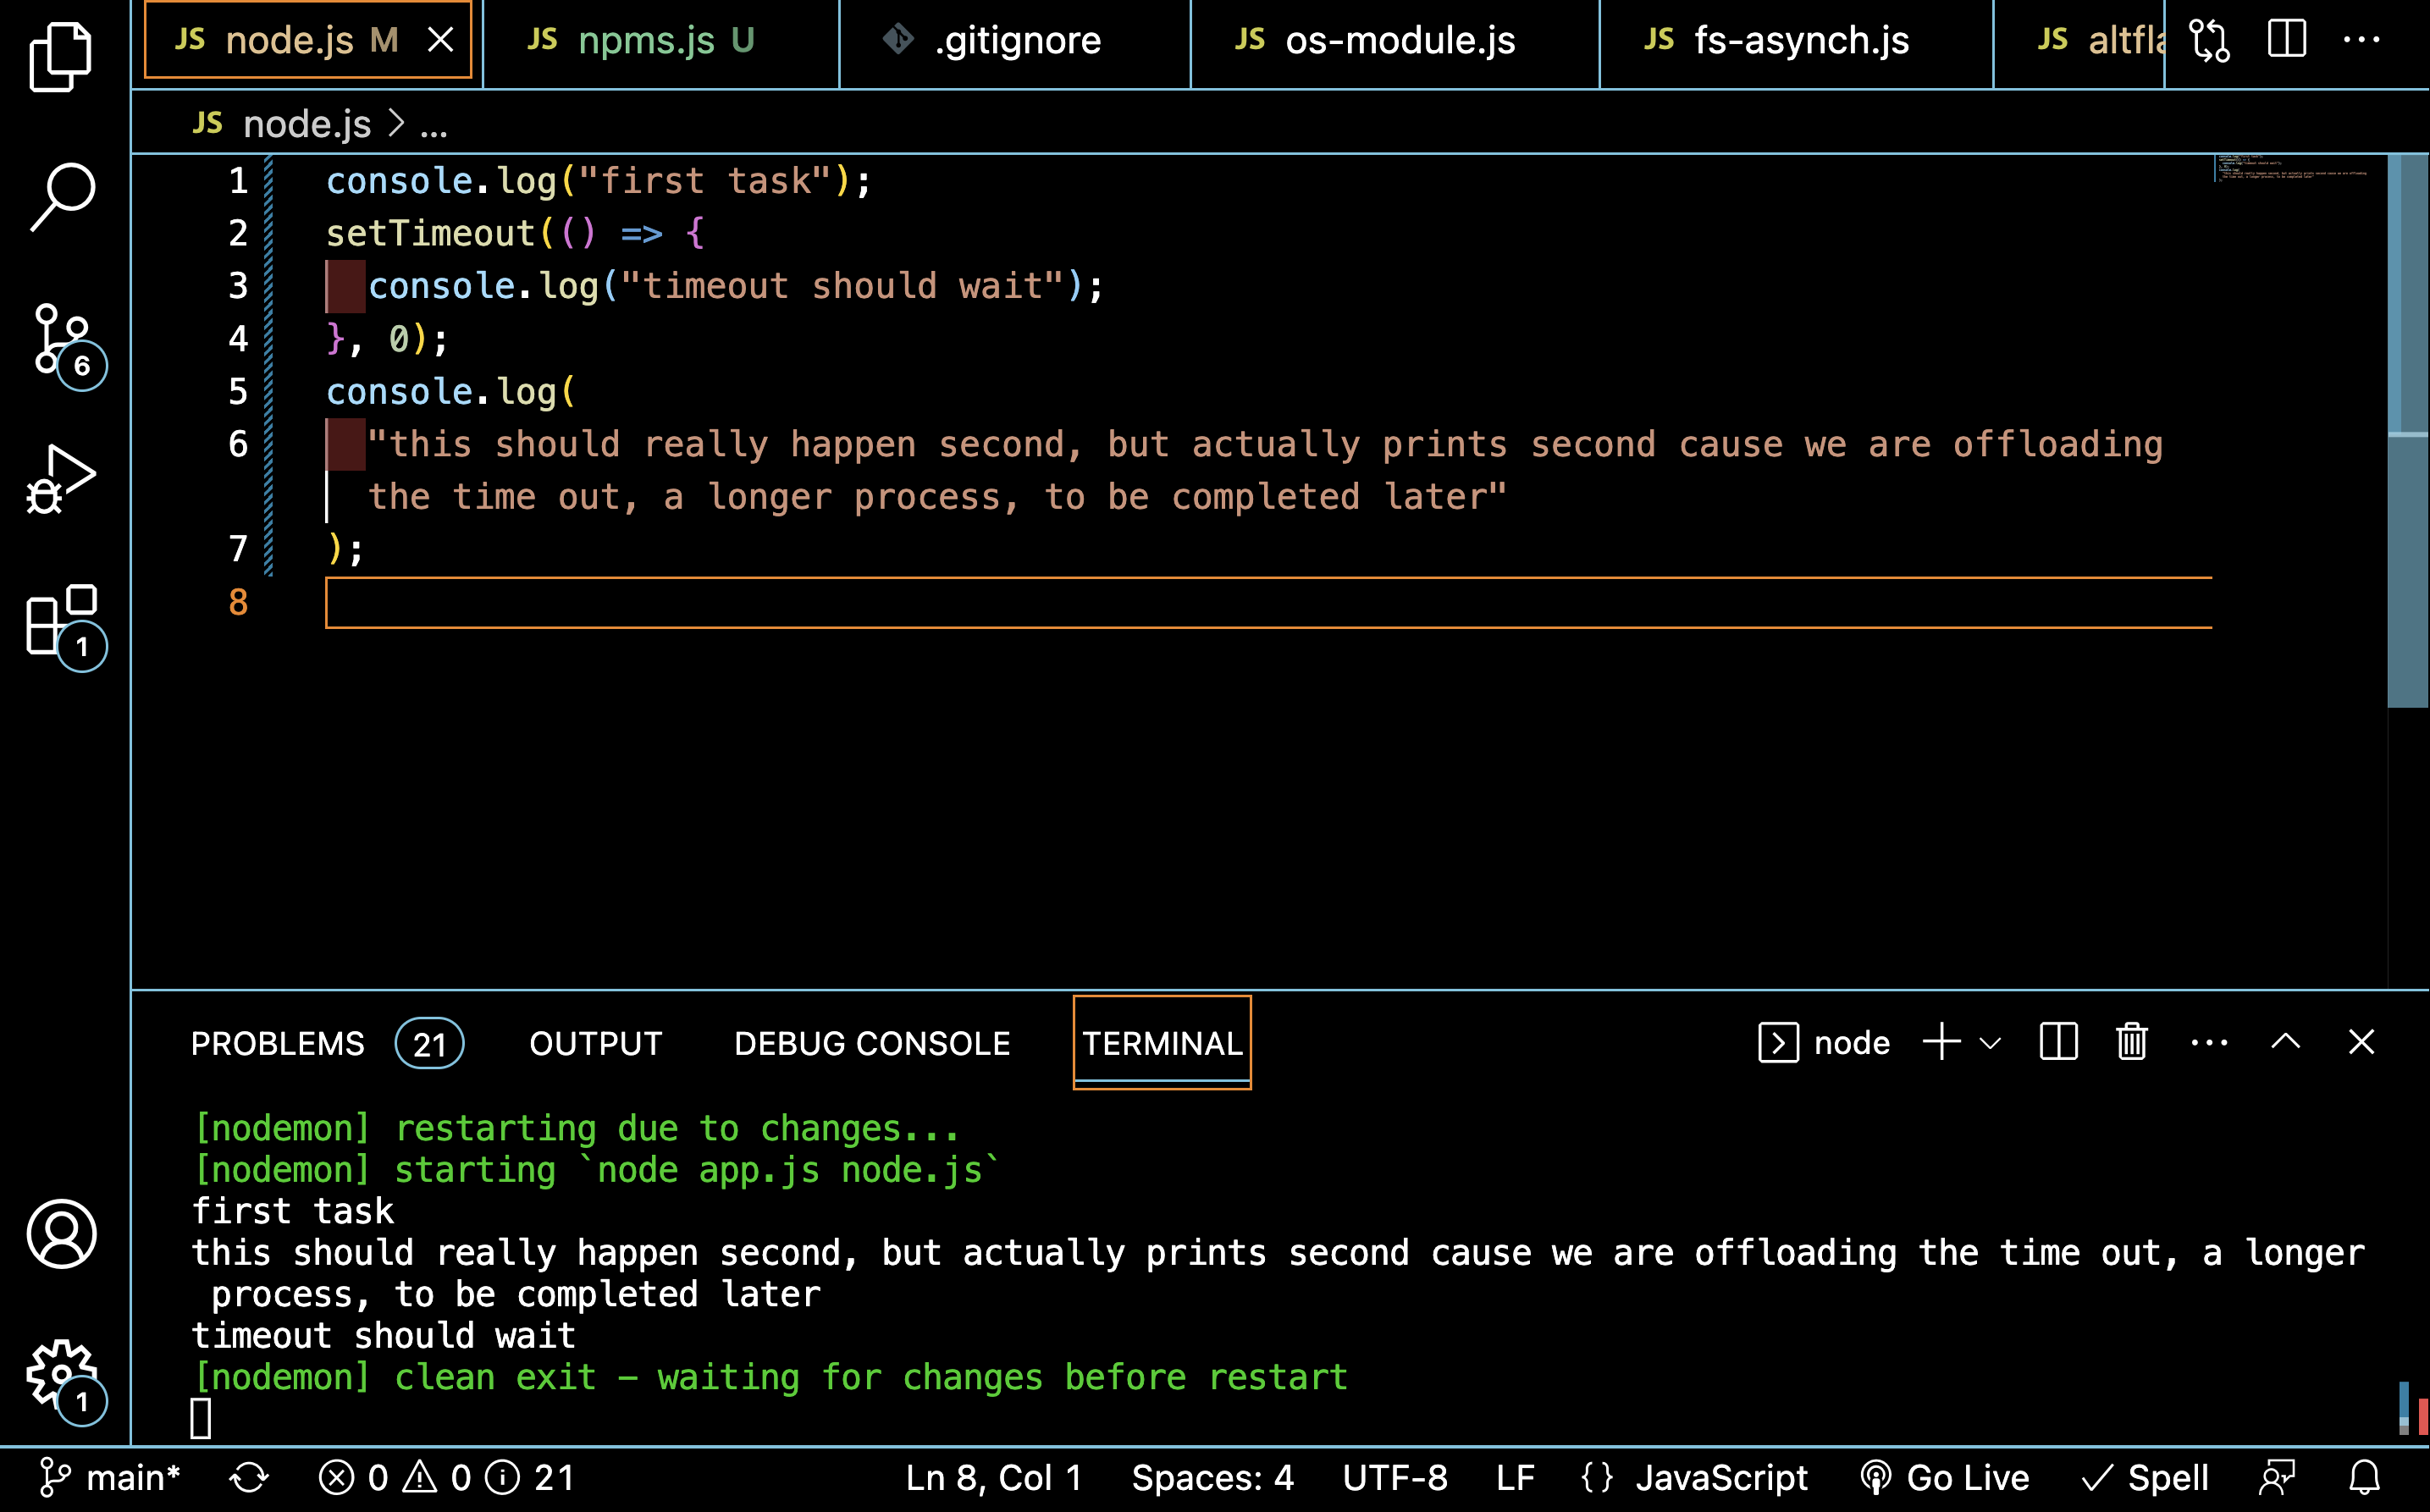 JS node.js M JS npms.js U .gitignore JS os-module.js JS fs-asynch.js JS altfla
JS node.js > ...
1 console.log("first task");
2 setTimeout(() => {
3 console.log("timeout should wait");
4 }, 0);
5 console.log(
6 "this should really happen second, but actually prints second cause we are offloading
the time out, a longer process, to be completed later"
7 );
8
6
1
PROBLEMS 21 OUTPUT DEBUG CONSOLE TERMINAL node
[nodemon] restarting due to changes...
[nodemon] starting `node app.js node.js`
first task
this should really happen second, but actually prints second cause we are offloading the time out, a longer
process, to be completed later
timeout should wait
[nodemon] clean exit - waiting for changes before restart
1
main* 0 0 21 Ln 8, Col 1 Spaces: 4 UTF-8 LF {} JavaScript Go Live Spell